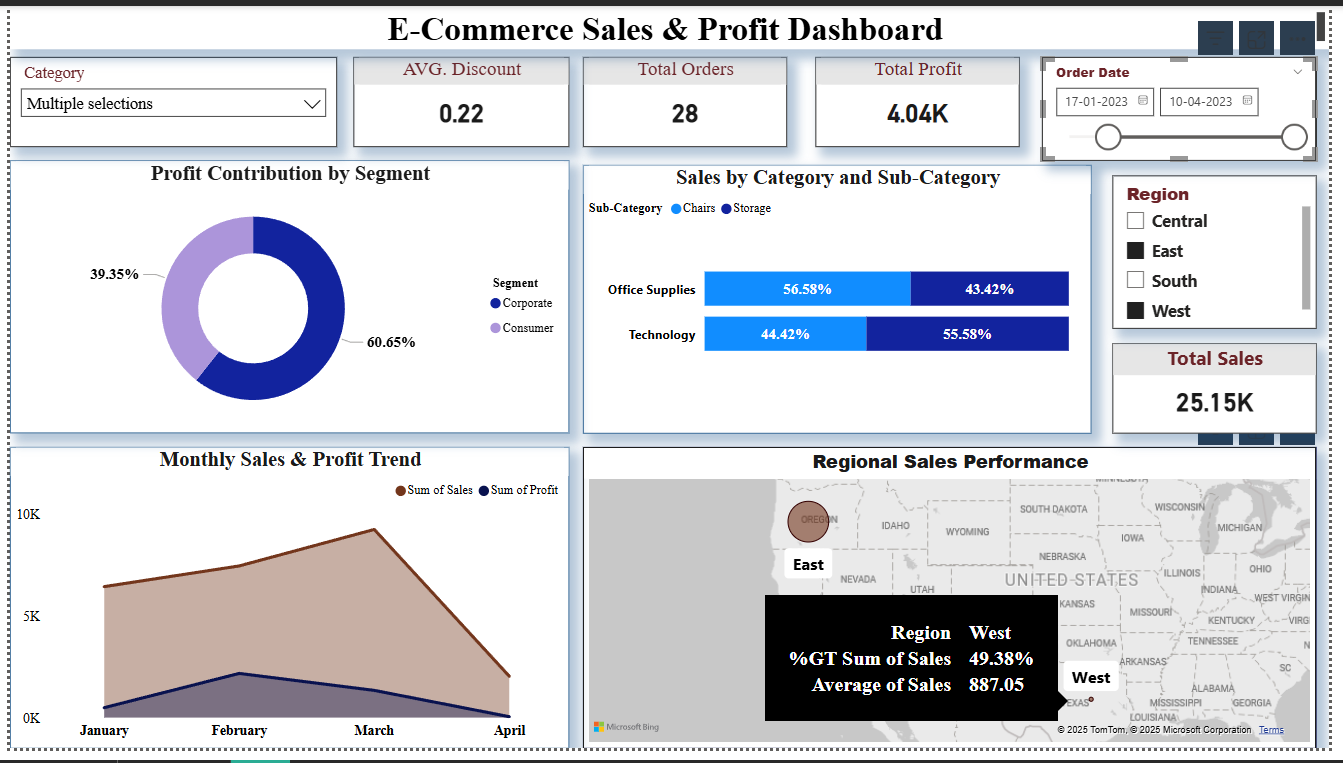 E-Commerce Sales & Profit Dashboard
Category
Multiple selections
AVG. Discount
0.22
Total Orders
28
Total Profit
4.04K
Order Date
17-01-2023
10-04-2023
Profit Contribution by Segment
39.35%
60.65%
Segment
Corporate
Consumer
Sales by Category and Sub-Category
Sub-Category Chairs Storage
Office Supplies 56.58% 43.42%
Technology 44.42% 55.58%
Region
Central
East
South
West
Total Sales
25.15K
Monthly Sales & Profit Trend
Sum of Sales Sum of Profit
10K
5K
0K
January February March April
Regional Sales Performance
OREGON
IDAHO
WYOMING
SOUTH DAKOTA
WISCONSIN
MICHIGAN
IOWA
NEBRASKA
East
NEVADA
UTAH
UNITED STATES
ILLINOIS
INDIANA
OHIO
WEST VIRGIN
KANSAS
MISSOURI
KENTUCKY
VIRG
OKLAHOMA
TENNESSEE
ARKANSAS
SC
Region West
%GT Sum of Sales 49.38%
Average of Sales 887.05
West
EXAS
ALABAMA
MISSISSIPPI
GEORGIA
LOUISIANA
Microsoft Bing
© 2025 TomTom, © 2025 Microsoft Corporation Terms